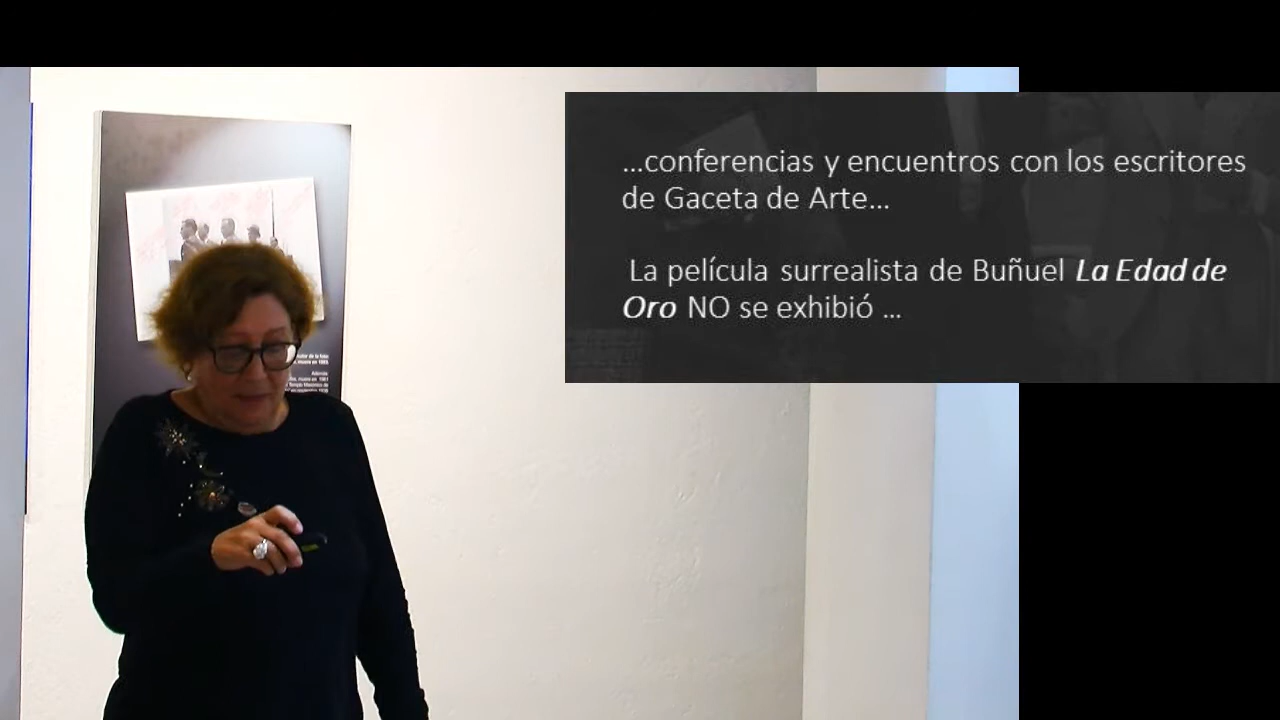 ...conferencias y encuentros con los escritores
de Gaceta de Arte...
La película surrealista de Buñuel La Edad de
Oro NO se exhibió ...